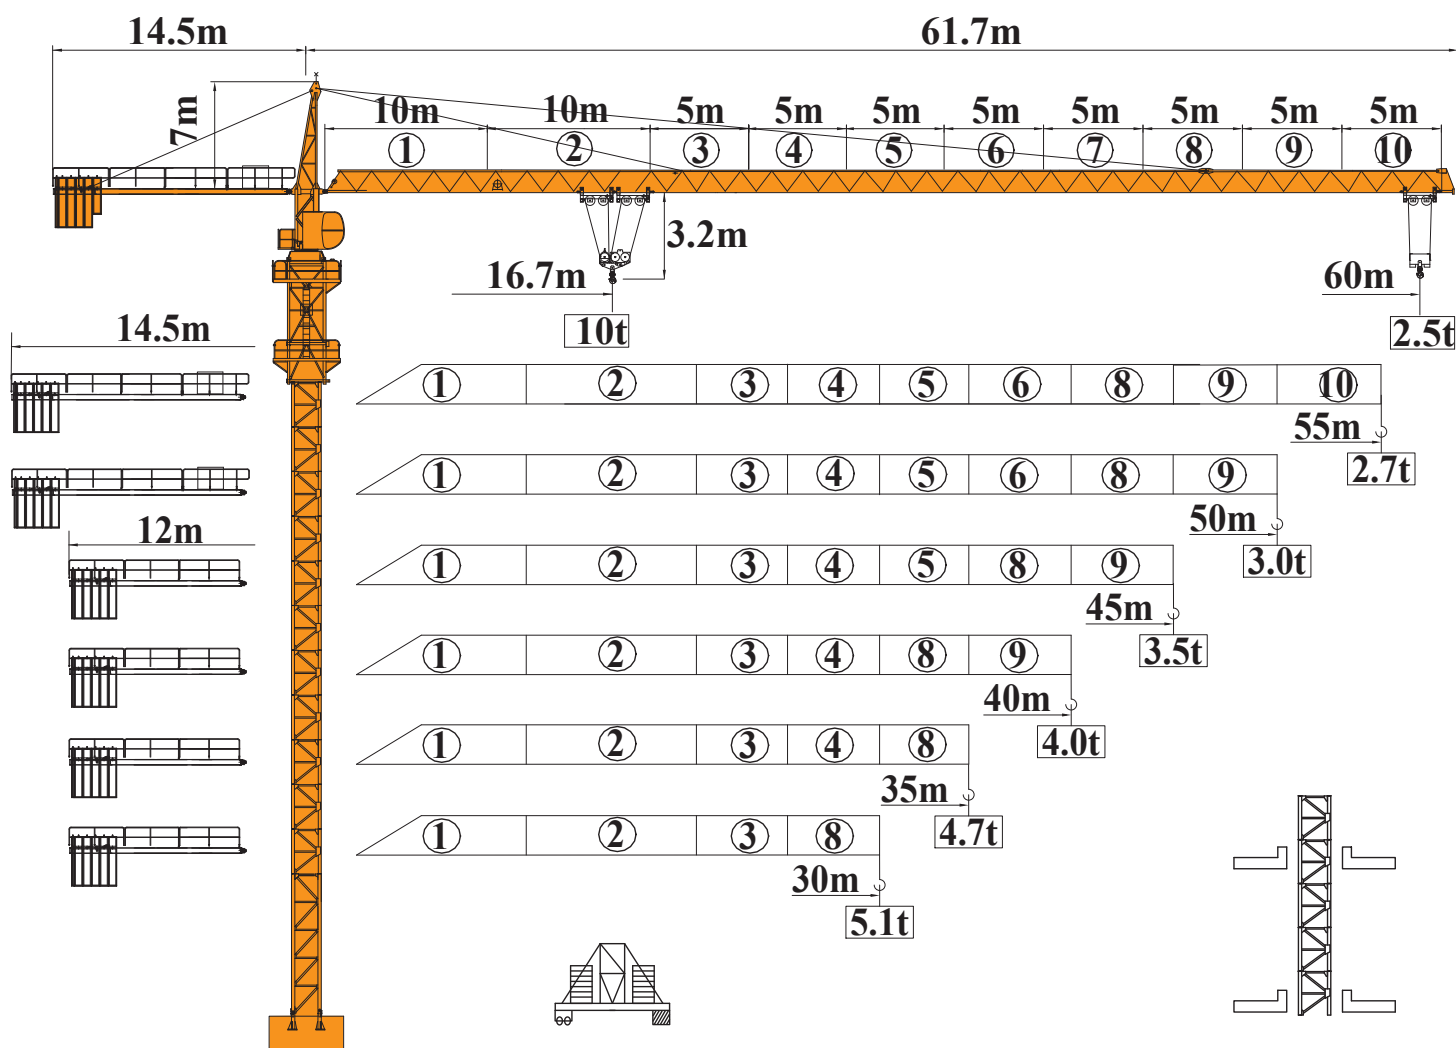 14.5m 61.7m
7m
10m 10m 5m 5m 5m 5m 5m 5m 5m 5m
1 2 3 4 5 6 7 8 9 10
3.2m
16.7m 60m
10t 2.5t
14.5m
1 2 3 4 5 6 8 9 10
55m
2.7t
1 2 3 4 5 6 8 9
50m
3.0t
12m
1 2 3 4 5 8 9
45m
3.5t
1 2 3 4 8 9
40m
4.0t
1 2 3 4 8
35m
4.7t
1 2 3 8
30m
5.1t